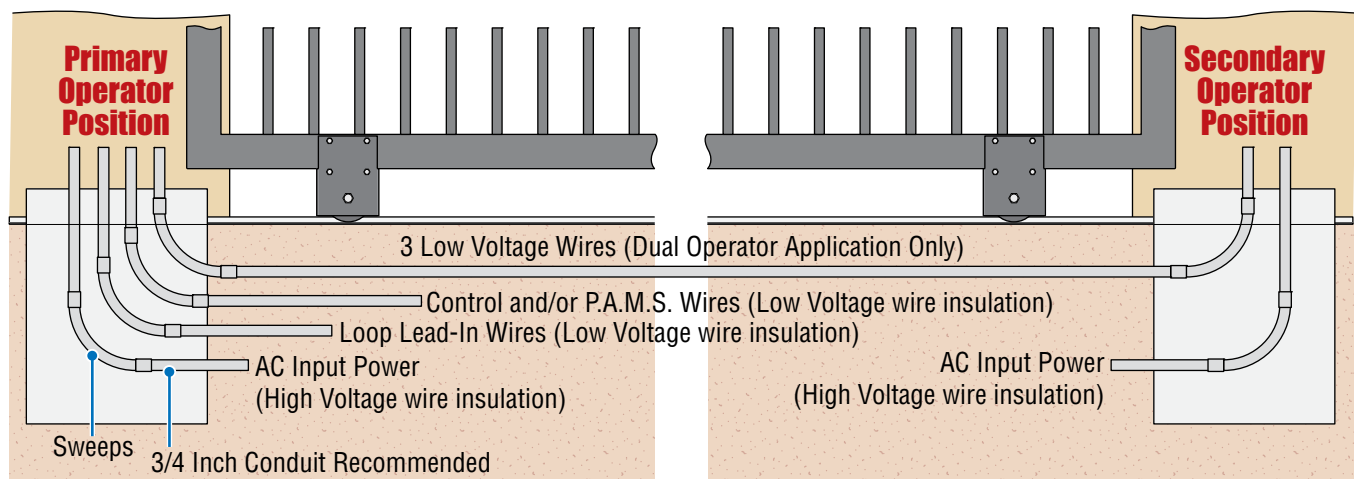 Primary
Operator
Position
Secondary
Operator
Position
3 Low Voltage Wires (Dual Operator Application Only)
Control and/or P.A.M.S. Wires (Low Voltage wire insulation)
Loop Lead-In Wires (Low Voltage wire insulation)
AC Input Power
(High Voltage wire insulation)
AC Input Power
(High Voltage wire insulation)
Sweeps
3/4 Inch Conduit Recommended